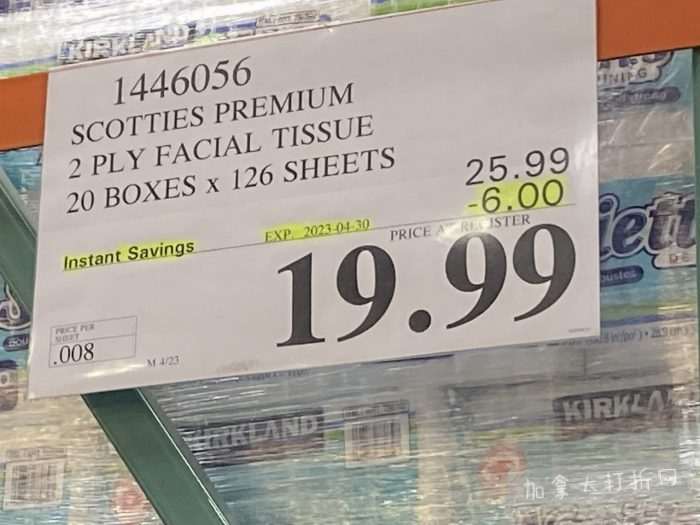 KIRKLAND
1446056
SCOTTIES PREMIUM
2 PLY FACIAL TISSUE
20 BOXES x 126 SHEETS
25.99
-6.00
Instant Savings
EXP. 2023-04-30
PRICE AT REGISTER
19.99
PRICE PER
SHEET
.008
M 4/23
KIRKLAND
KIRKLA
加拿大打折网